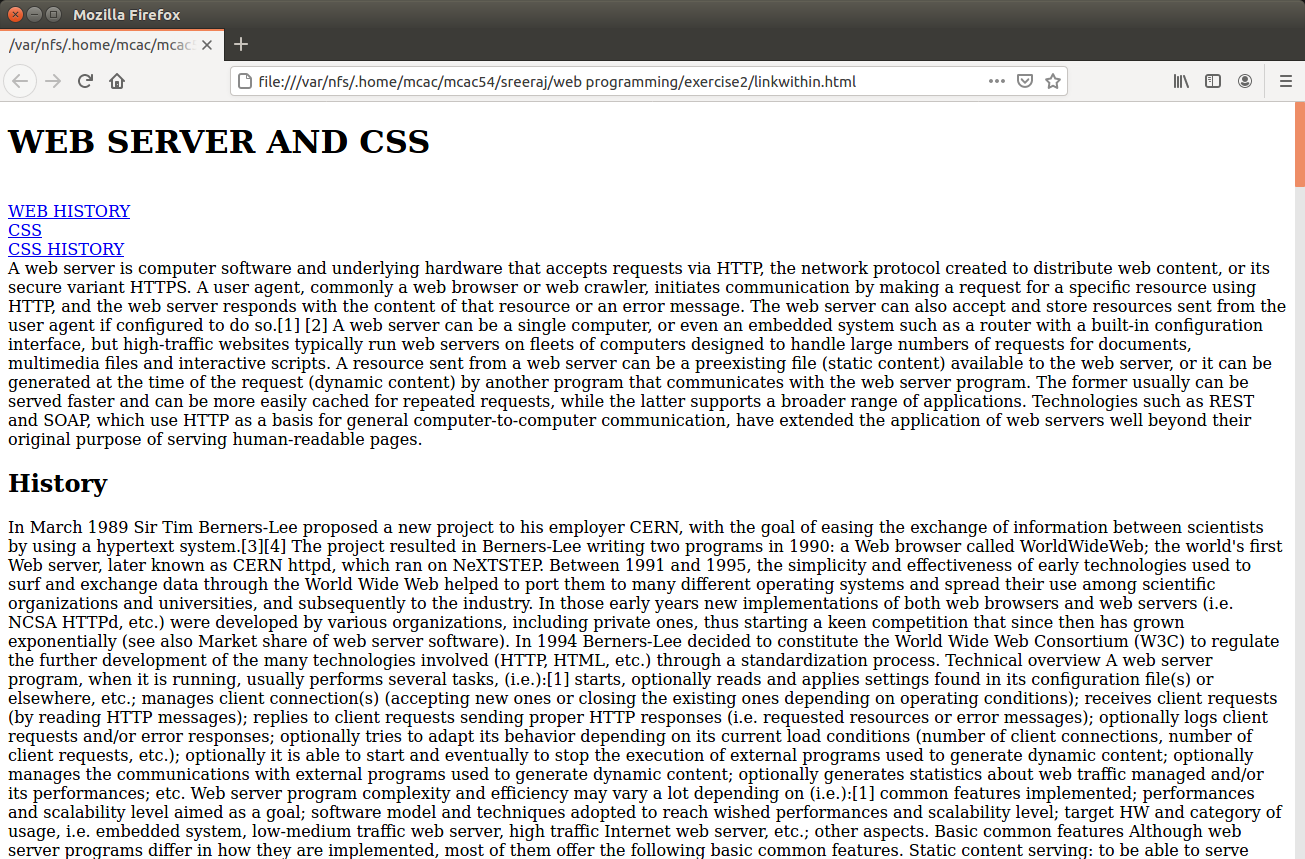 Mozilla Firefox
/var/nfs/.home/mcac/mcac
file:///var/nfs/.home/mcac/mcac54/sreeraj/web programming/exercise2/linkwithin.html
WEB SERVER AND CSS
WEB HISTORY
CSS
CSS HISTORY
A web server is computer software and underlying hardware that accepts requests via HTTP, the network protocol created to distribute web content, or its
secure variant HTTPS. A user agent, commonly a web browser or web crawler, initiates communication by making a request for a specific resource using
HTTP, and the web server responds with the content of that resource or an error message. The web server can also accept and store resources sent from the
user agent if configured to do so.[1] [2] A web server can be a single computer, or even an embedded system such as a router with a built-in configuration
interface, but high-traffic websites typically run web servers on fleets of computers designed to handle large numbers of requests for documents,
multimedia files and interactive scripts. A resource sent from a web server can be a preexisting file (static content) available to the web server, or it can be
generated at the time of the request (dynamic content) by another program that communicates with the web server program. The former usually can be
served faster and can be more easily cached for repeated requests, while the latter supports a broader range of applications. Technologies such as REST
and SOAP, which use HTTP as a basis for general computer-to-computer communication, have extended the application of web servers well beyond their
original purpose of serving human-readable pages.
History
In March 1989 Sir Tim Berners-Lee proposed a new project to his employer CERN, with the goal of easing the exchange of information between scientists
by using a hypertext system.[3][4] The project resulted in Berners-Lee writing two programs in 1990: a Web browser called WorldWideWeb; the world's first
Web server, later known as CERN httpd, which ran on NeXTSTEP. Between 1991 and 1995, the simplicity and effectiveness of early technologies used to
surf and exchange data through the World Wide Web helped to port them to many different operating systems and spread their use among scientific
organizations and universities, and subsequently to the industry. In those early years new implementations of both web browsers and web servers (i.e.
NCSA HTTPd, etc.) were developed by various organizations, including private ones, thus starting a keen competition that since then has grown
exponentially (see also Market share of web server software). In 1994 Berners-Lee decided to constitute the World Wide Web Consortium (W3C) to regulate
the further development of the many technologies involved (HTTP, HTML, etc.) through a standardization process. Technical overview A web server
program, when it is running, usually performs several tasks, (i.e.):[1] starts, optionally reads and applies settings found in its configuration file(s) or
elsewhere, etc.; manages client connection(s) (accepting new ones or closing the existing ones depending on operating conditions); receives client requests
(by reading HTTP messages); replies to client requests sending proper HTTP responses (i.e. requested resources or error messages); optionally logs client
requests and/or error responses; optionally tries to adapt its behavior depending on its current load conditions (number of client connections, number of
client requests, etc.); optionally it is able to start and eventually to stop the execution of external programs used to generate dynamic content; optionally
manages the communications with external programs used to generate dynamic content; optionally generates statistics about web traffic managed and/or
its performances; etc. Web server program complexity and efficiency may vary a lot depending on (i.e.):[1] common features implemented; performances
and scalability level aimed as a goal; software model and techniques adopted to reach wished performances and scalability level; target HW and category of
usage, i.e. embedded system, low-medium traffic web server, high traffic Internet web server, etc.; other aspects. Basic common features Although web
server programs differ in how they are implemented, most of them offer the following basic common features. Static content serving: to be able to serve